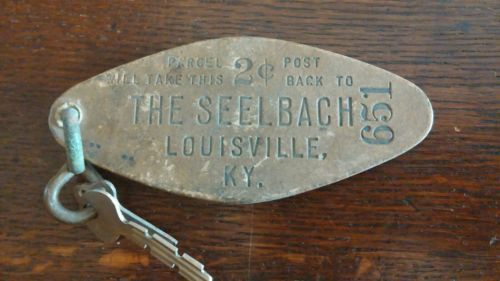 PARCEL 2¢ POST
WILL TAKE THIS BACK TO
THE SEELBACH
LOUISVILLE,
KY.
651